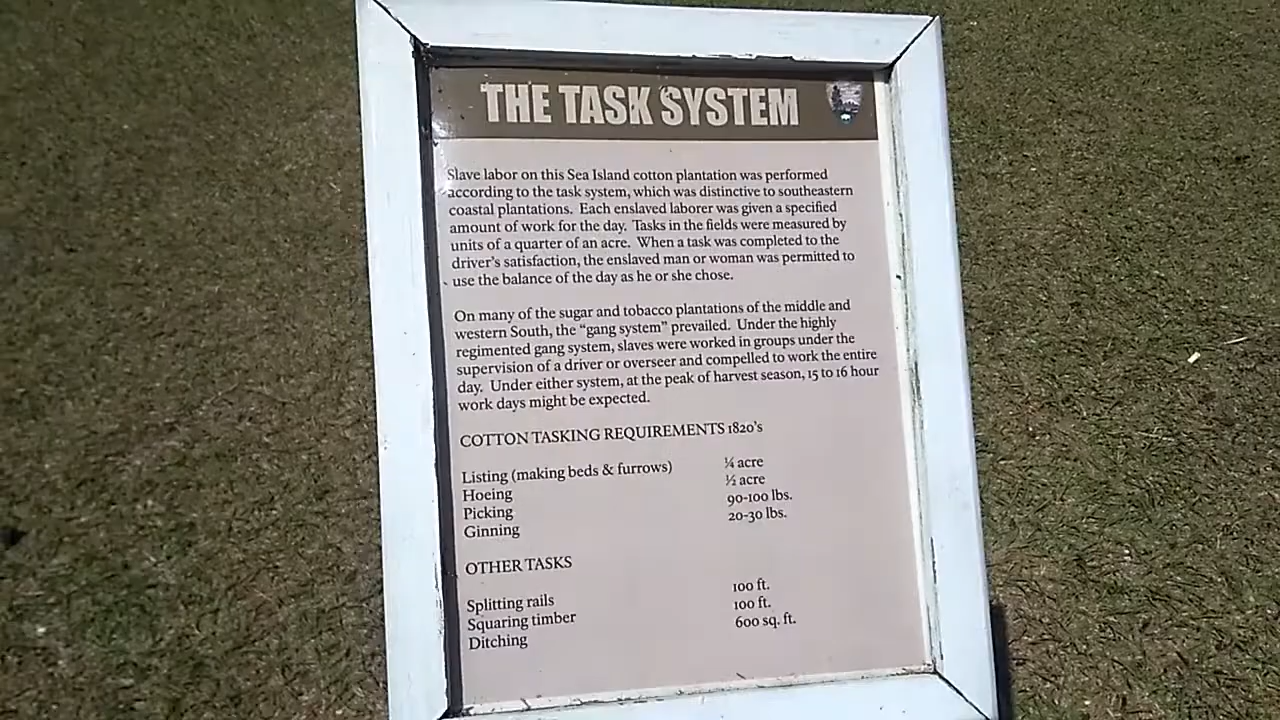 THE TASK SYSTEM
Slave labor on this Sea Island cotton plantation was performed
according to the task system, which was distinctive to southeastern
coastal plantations. Each enslaved laborer was given a specified
amount of work for the day. Tasks in the fields were measured by
units of a quarter of an acre. When a task was completed to the
driver's satisfaction, the enslaved man or woman was permitted to
use the balance of the day as he or she chose.
On many of the sugar and tobacco plantations of the middle and
western South, the “gang system” prevailed. Under the highly
regimented gang system, slaves were worked in groups under the
supervision of a driver or overseer and compelled to work the entire
day. Under either system, at the peak of harvest season, 15 to 16 hour
work days might be expected.
COTTON TASKING REQUIREMENTS 1820's
Listing (making beds & furrows) ¼ acre
Hoeing ½ acre
Picking 90-100 lbs.
Ginning 20-30 lbs.
OTHER TASKS
Splitting rails 100 ft.
Squaring timber 100 ft.
Ditching 600 sq. ft.